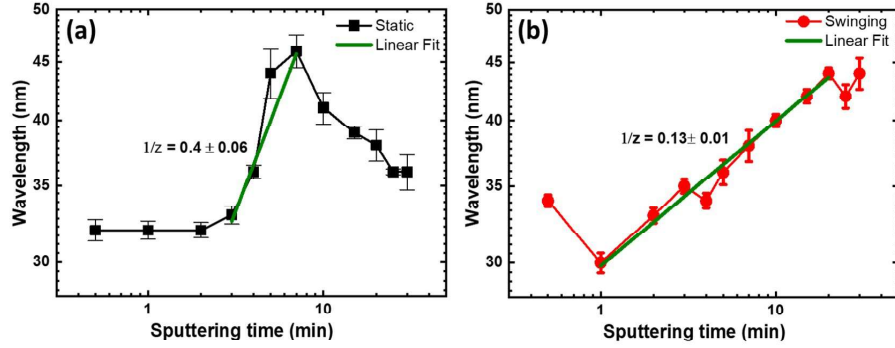 (a)
Static
Linear Fit
1/z = 0.4 ± 0.06
Wavelength (nm)
50
45
40
35
30
1
10
Sputtering time (min)
(b)
Swinging
Linear Fit
1/z = 0.13± 0.01
Wavelength (nm)
50
45
40
35
30
1
10
Sputtering time (min)